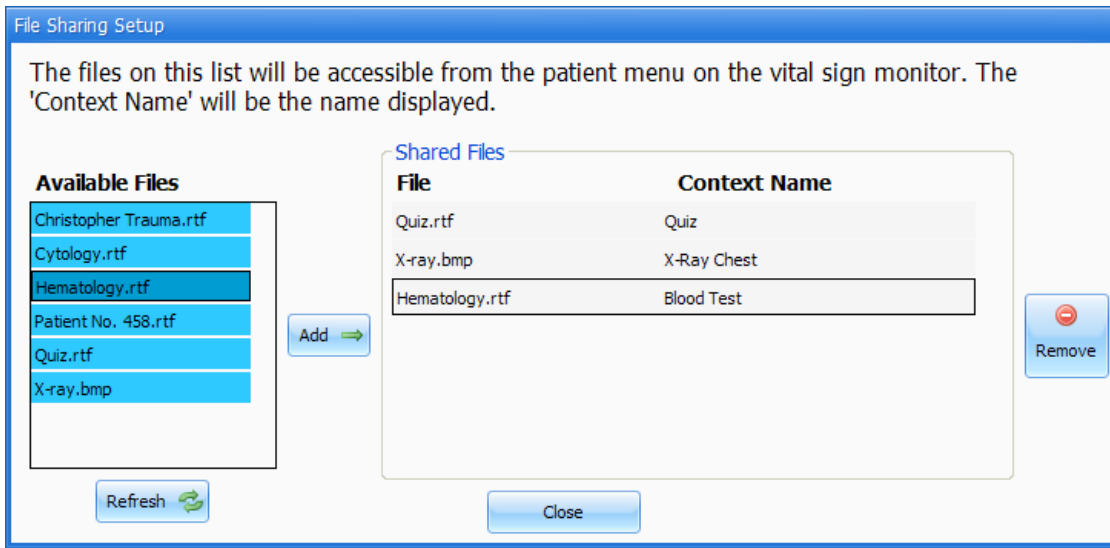 File Sharing Setup
The files on this list will be accessible from the patient menu on the vital sign monitor. The
'Context Name' will be the name displayed.
Available Files
Christopher Trauma.rtf
Cytology.rtf
Hematology.rtf
Patient No. 458.rtf
Quiz.rtf
X-ray.bmp
Refresh
Add
Shared Files
File Context Name
Quiz.rtf Quiz
X-ray.bmp X-Ray Chest
Hematology.rtf Blood Test
Remove
Close